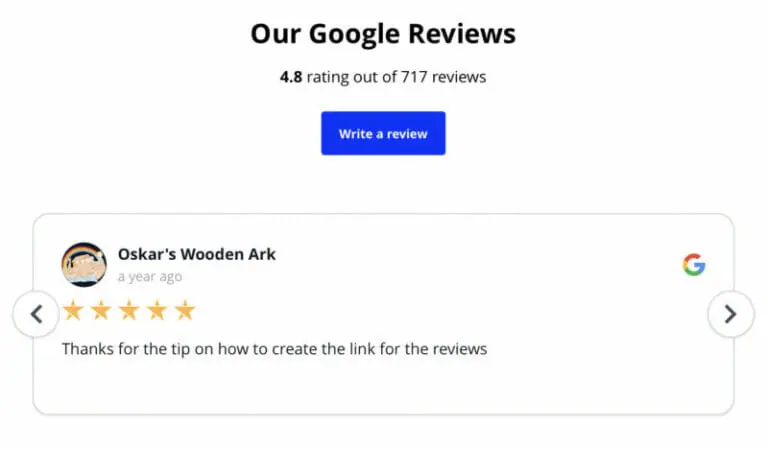 Our Google Reviews
4.8 rating out of 717 reviews
Write a review
Oskar's Wooden Ark
a year ago
Thanks for the tip on how to create the link for the reviews